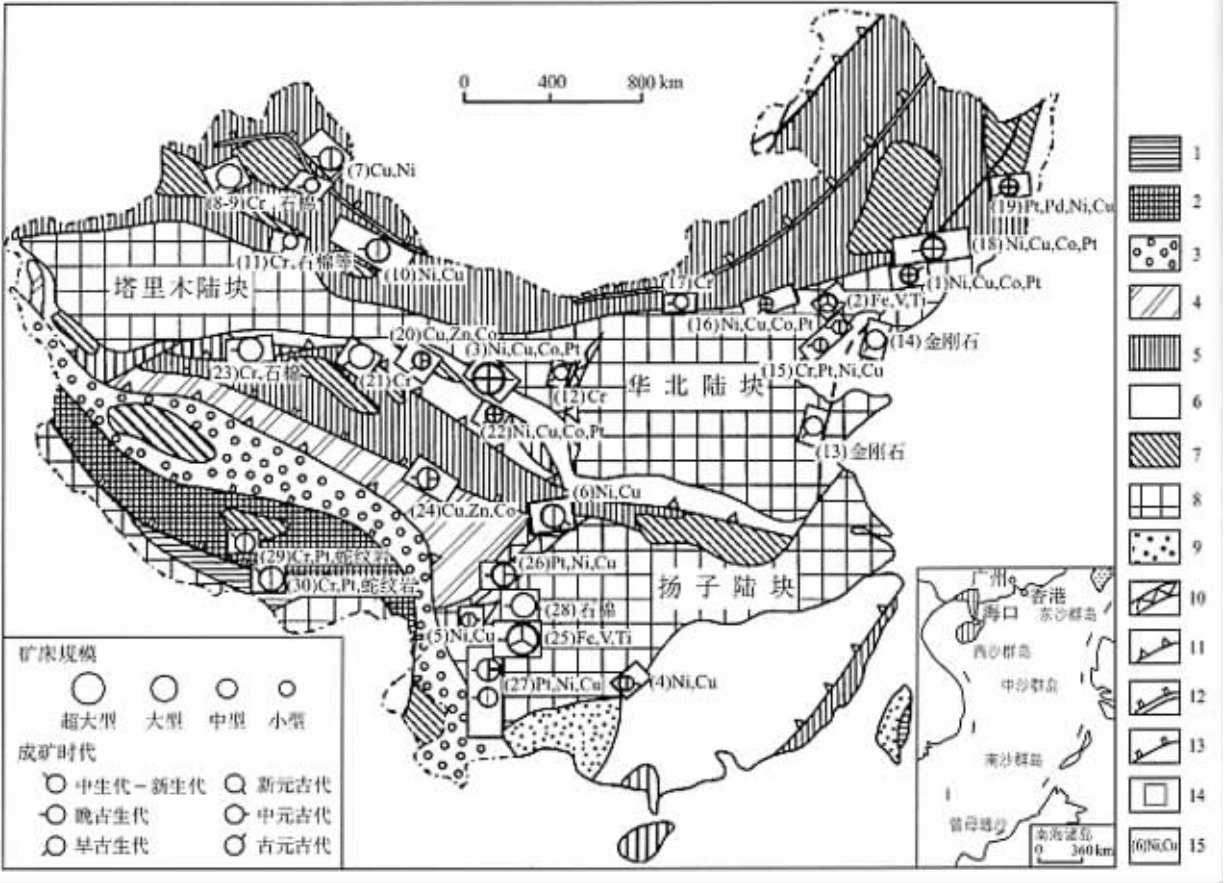 0 400 800 km
(7)Cu,Ni
(8-9)Cr,石棉
(19)Pt,Pd,Ni,Cu
(18)Ni,Cu,Co,Pt
(11)Cr,石棉等
(10)Ni,Cu
(1)Ni,Cu,Co,Pt
塔里木陆块
(17)Cr
(2)Fe,V,Ti
(16)Ni,Cu,Co,Pt
(20)Cu,Zn,Co
(3)Ni,Cu,Co,Pt
(14)金刚石
(23)Cr,石棉
(21)Cr
(15)Cr,Pt,Ni,Cu
华北陆块
(12)Cr
(22)Ni,Cu,Co,Pt
(13)金刚石
(6)Ni,Cu
(24)Cu,Zn,Co
(29)Cr,Pt,蛇纹岩
(26)Pt,Ni,Cu
(30)Cr,Pt,蛇纹岩
扬子陆块
(28)石棉
(5)Ni,Cu
(25)Fe,V,Ti
(27)Pt,Ni,Cu
(4)Ni,Cu
矿床规模
超大型 大型 中型 小型
成矿时代
中生代-新生代 新元古代
晚古生代 中元古代
早古生代 古元古代
广州
香港
海口 东沙群岛
西沙群岛
中沙群岛
南沙群岛
曾母暗沙
南海诸岛
0 360km
1
2
3
4
5
6
7
8
9
10
11
12
13
14
(6)Ni,Cu 15